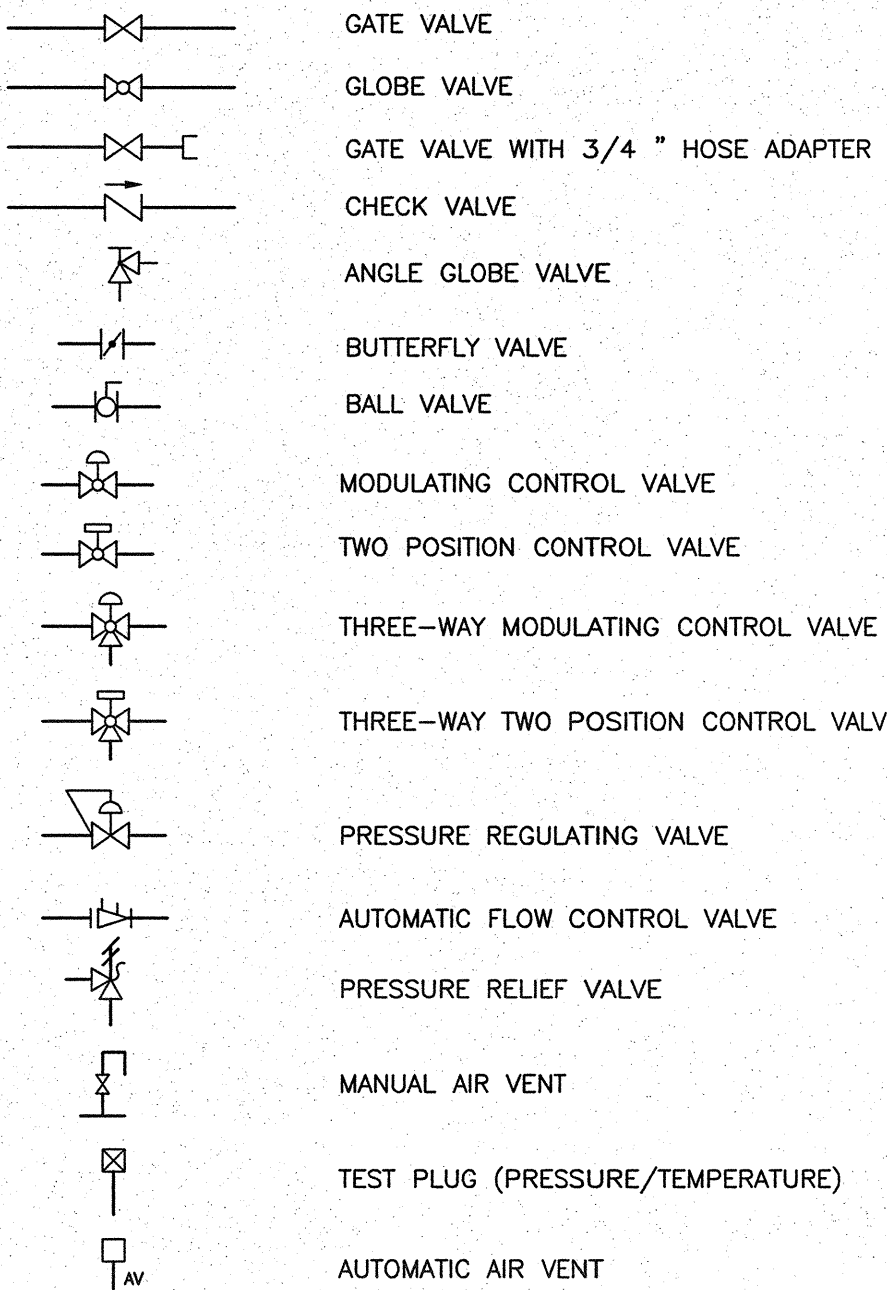 GATE VALVE
GLOBE VALVE
GATE VALVE WITH 3/4 " HOSE ADAPTER
CHECK VALVE
ANGLE GLOBE VALVE
BUTTERFLY VALVE
BALL VALVE
MODULATING CONTROL VALVE
TWO POSITION CONTROL VALVE
THREE-WAY MODULATING CONTROL VALVE
THREE-WAY TWO POSITION CONTROL VALV
PRESSURE REGULATING VALVE
AUTOMATIC FLOW CONTROL VALVE
PRESSURE RELIEF VALVE
MANUAL AIR VENT
TEST PLUG (PRESSURE/TEMPERATURE)
AV AUTOMATIC AIR VENT